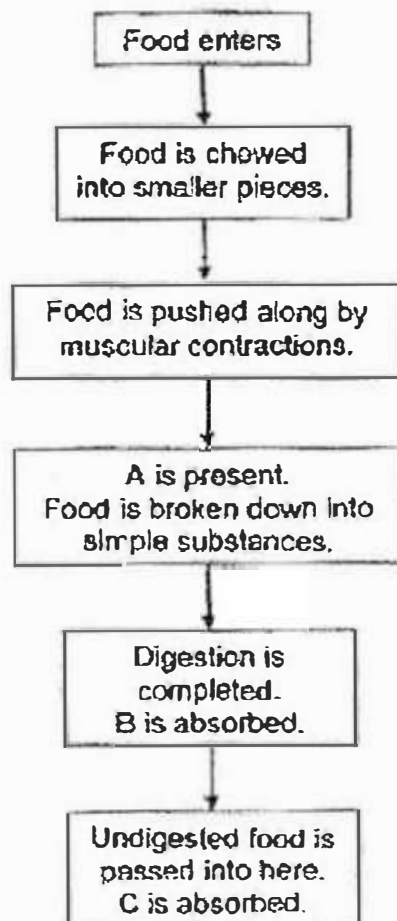 Food enters
Food is chewed
into smaller pieces.
Food is pushed along by
muscular contractions.
A is present.
Food is broken down into
simple substances.
Digestion is
completed.
B is absorbed.
Undigested food is
passed into here.
C is absorbed.